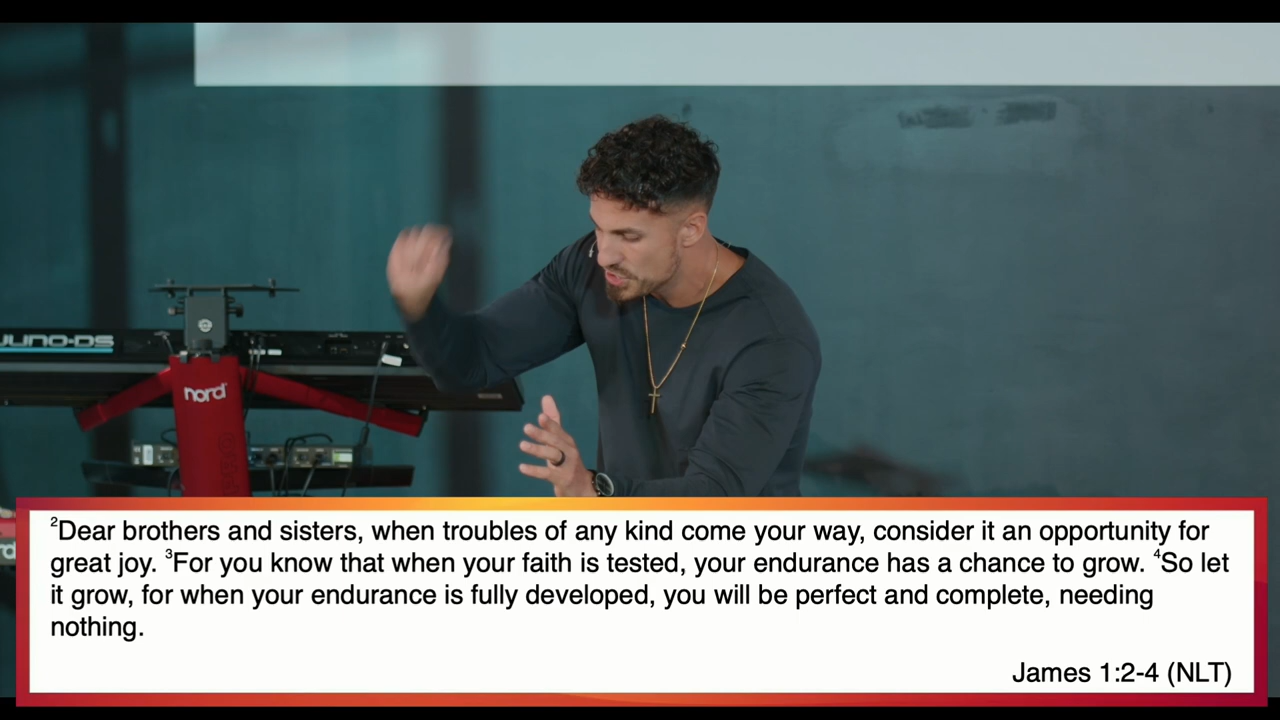 JUNO-DS
nord
²Dear brothers and sisters, when troubles of any kind come your way, consider it an opportunity for
great joy. ³For you know that when your faith is tested, your endurance has a chance to grow. ⁴So let
it grow, for when your endurance is fully developed, you will be perfect and complete, needing
nothing.
James 1:2-4 (NLT)